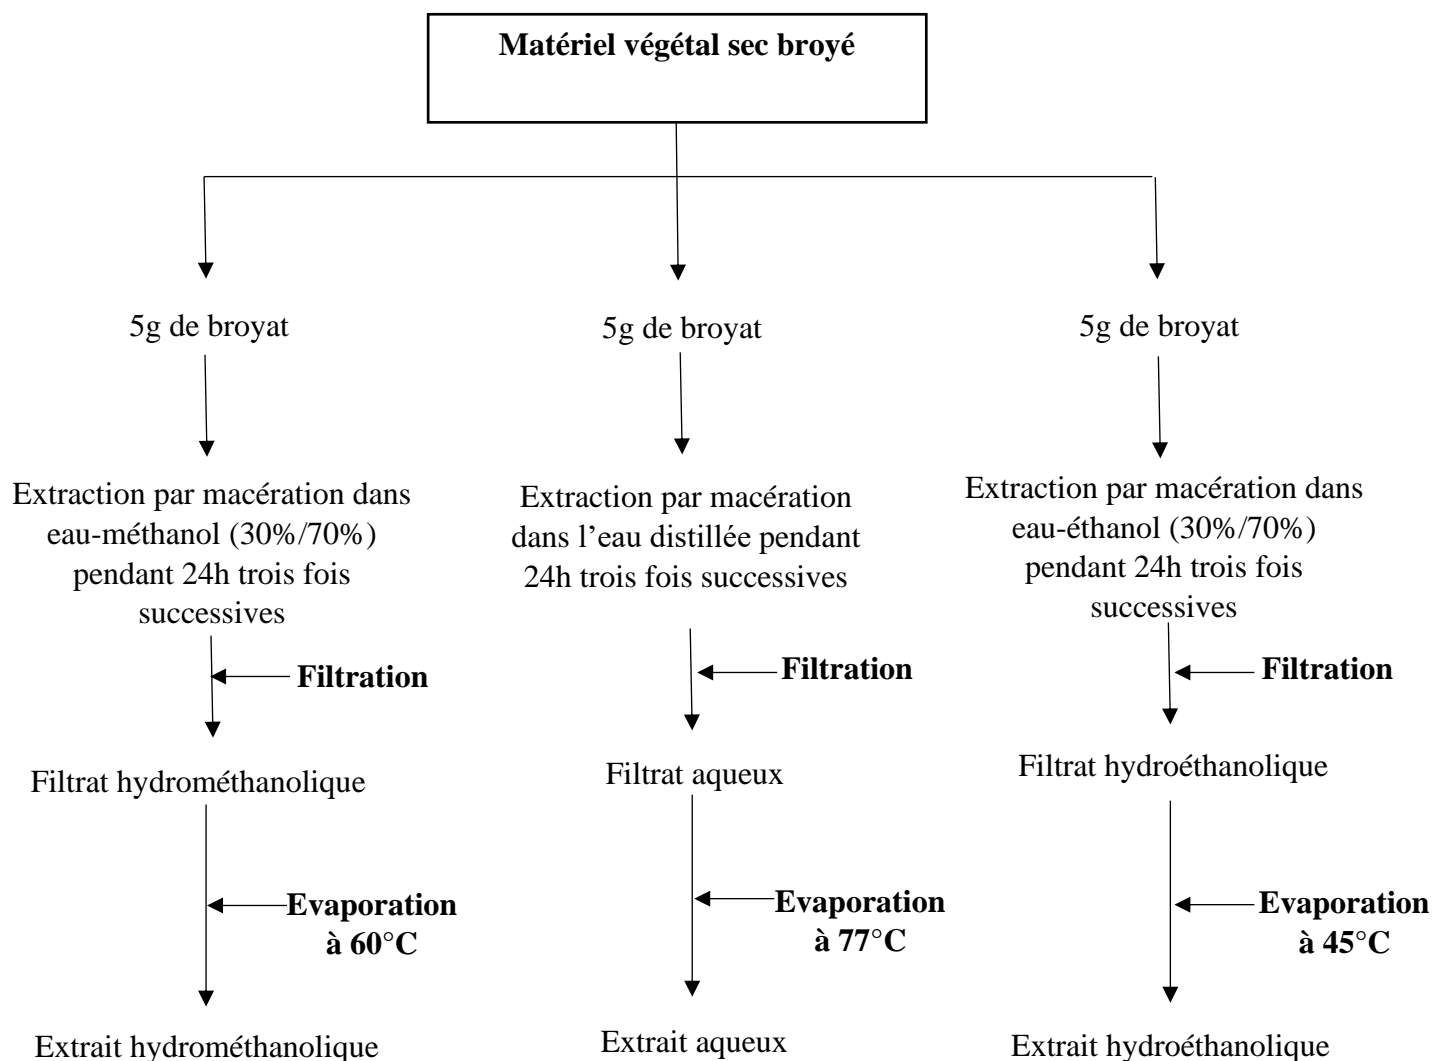 Matériel végétal sec broyé
5g de broyat
5g de broyat
5g de broyat
Extraction par macération dans
eau-méthanol (30%/70%)
pendant 24h trois fois
successives
Extraction par macération
dans l’eau distillée pendant
24h trois fois successives
Extraction par macération dans
eau-éthanol (30%/70%)
pendant 24h trois fois
successives
Filtration
Filtration
Filtration
Filtrat hydrométhanolique
Filtrat aqueux
Filtrat hydroéthanolique
Evaporation
à 60°C
Evaporation
à 77°C
Evaporation
à 45°C
Extrait hydrométhanolique
Extrait aqueux
Extrait hydroéthanolique